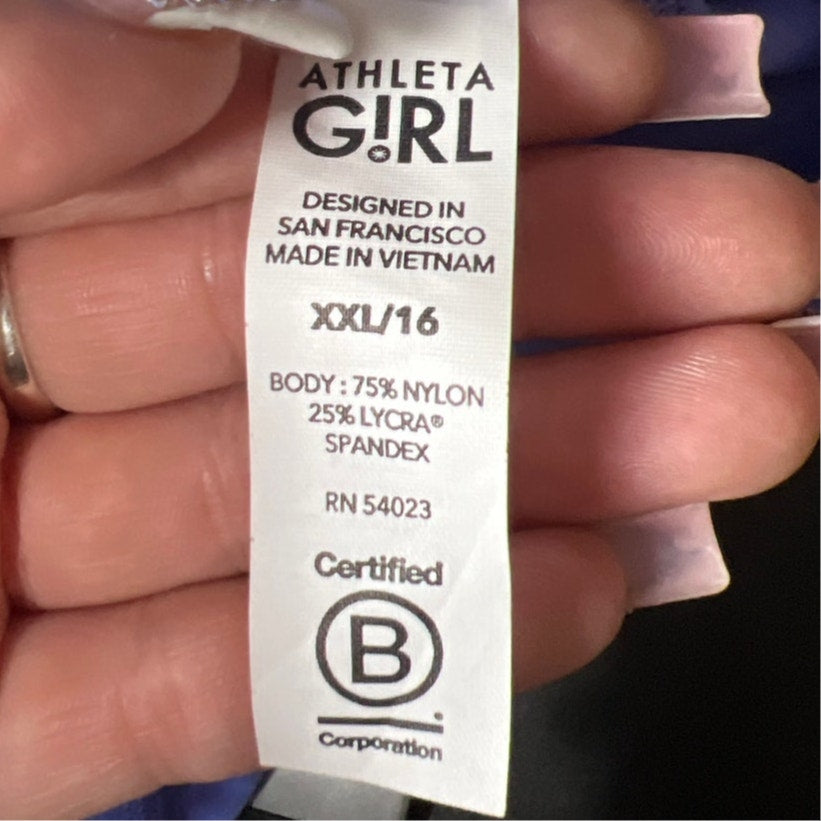 ATHLETA
G!RL
DESIGNED IN
SAN FRANCISCO
MADE IN VIETNAM
XXL/16
BODY : 75% NYLON
25% LYCRA®
SPANDEX
RN 54023
Certified
B
Corporation